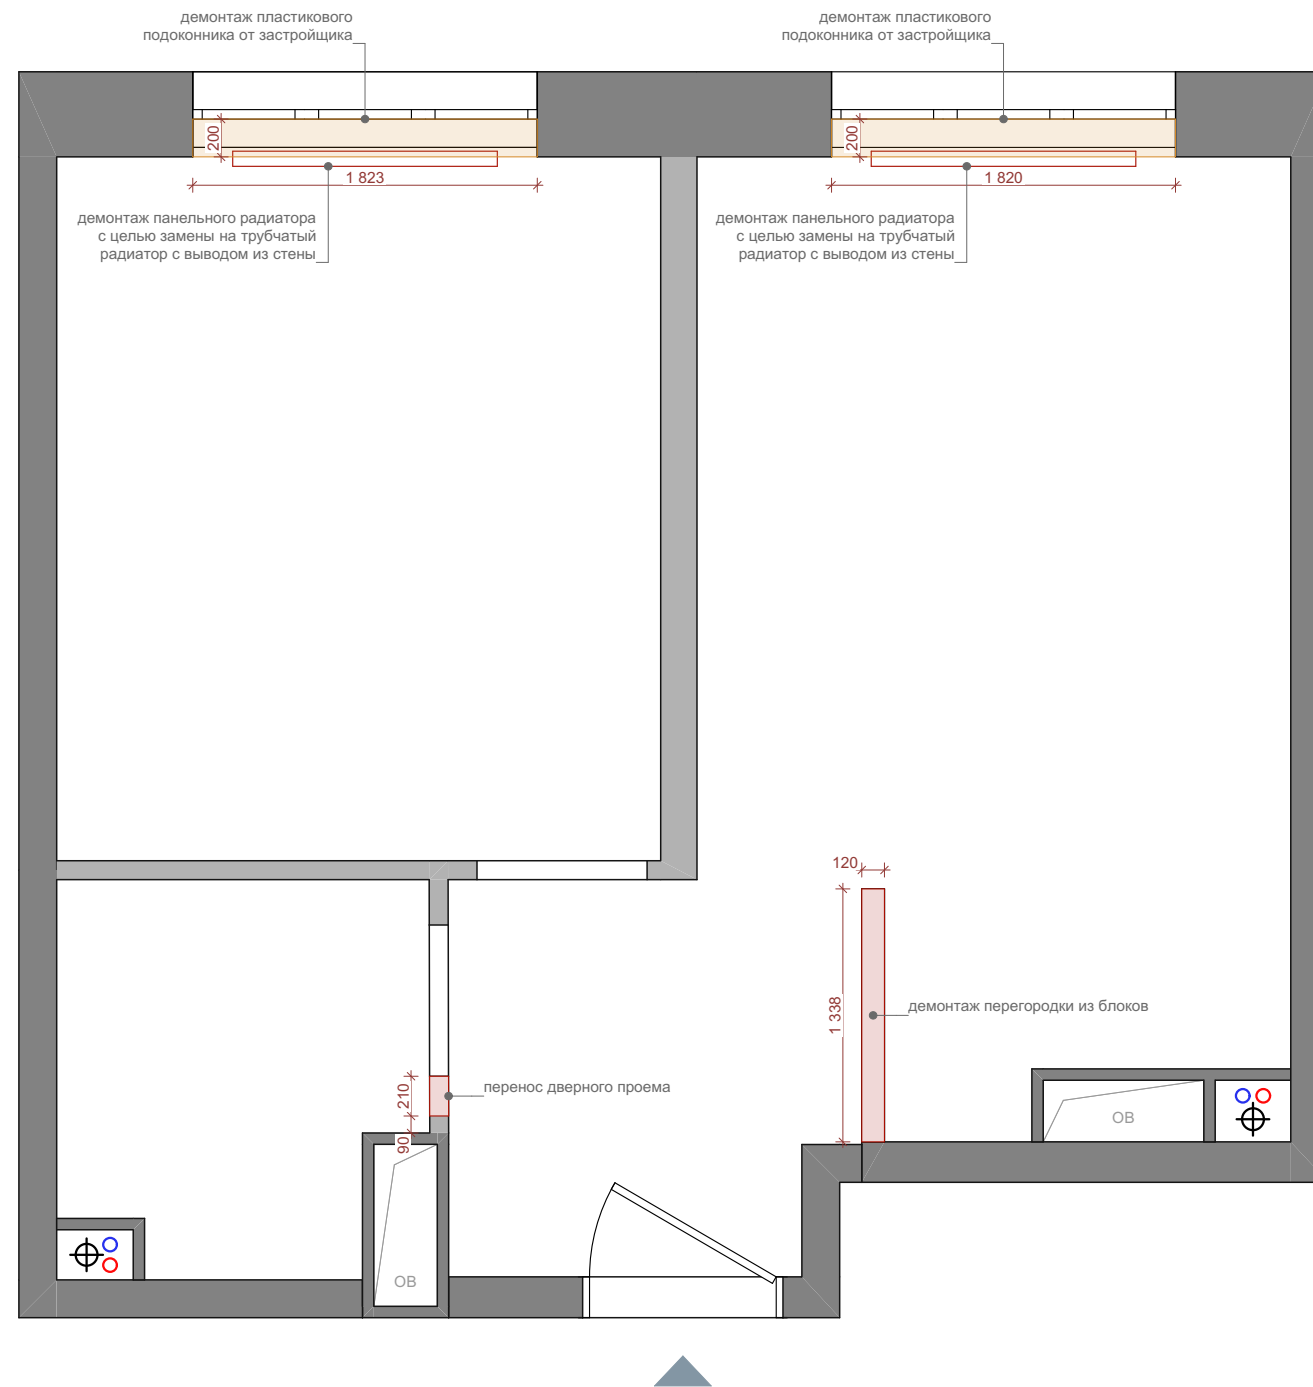 демонтаж пластикового
подоконника от застройщика
демонтаж пластикового
подоконника от застройщика
200
200
1 823
1 820
демонтаж панельного радиатора
с целью замены на трубчатый
радиатор с выводом из стены
демонтаж панельного радиатора
с целью замены на трубчатый
радиатор с выводом из стены
120
1 338
демонтаж перегородки из блоков
210
перенос дверного проема
90
ОВ
ОВ